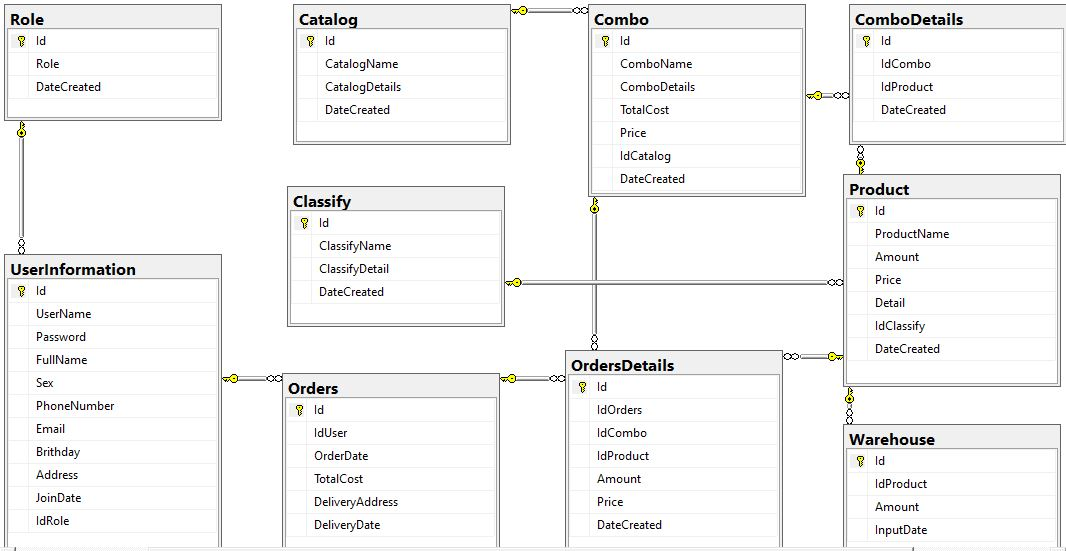 Role
Id
Role
DateCreated
Catalog
Id
CatalogName
CatalogDetails
DateCreated
Combo
Id
ComboName
ComboDetails
TotalCost
Price
IdCatalog
DateCreated
ComboDetails
Id
IdCombo
IdProduct
DateCreated
Classify
Id
ClassifyName
ClassifyDetail
DateCreated
Product
Id
ProductName
Amount
Price
Detail
IdClassify
DateCreated
UserInformation
Id
UserName
Password
FullName
Sex
PhoneNumber
Email
Brithday
Address
JoinDate
IdRole
Orders
Id
IdUser
OrderDate
TotalCost
DeliveryAddress
DeliveryDate
OrdersDetails
Id
IdOrders
IdCombo
IdProduct
Amount
Price
DateCreated
Warehouse
Id
IdProduct
Amount
InputDate